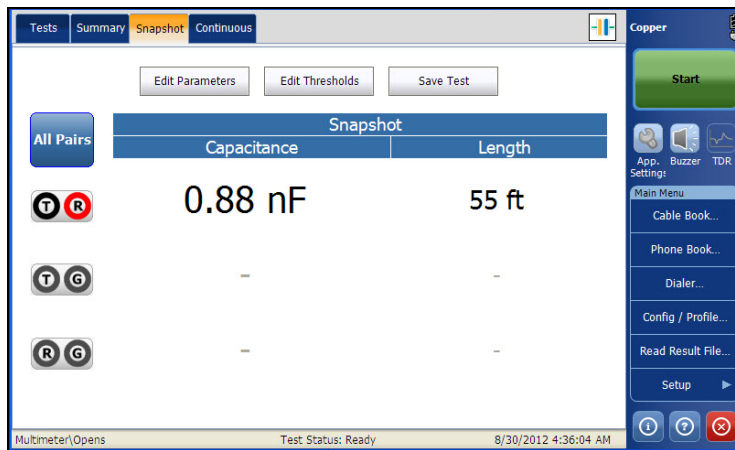 Tests Summary Snapshot Continuous
Edit Parameters Edit Thresholds Save Test
All Pairs
Snapshot
Capacitance Length
T R 0.88 nF 55 ft
T G - -
R G - -
Multimeter\Opens Test Status: Ready 8/30/2012 4:36:04 AM
Copper
Start
App. Settings Buzzer TDR
Main Menu
Cable Book...
Phone Book...
Dialer...
Config / Profile...
Read Result File...
Setup
i ?